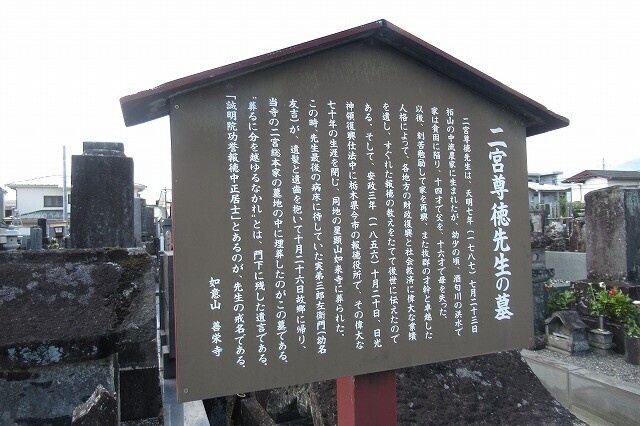 二宮尊徳先生の墓
二宮尊徳先生は、天明七年（一七八七）七月二十三日
栢山の中流農家に生まれたが、幼少の頃、酒匂川の洪水で
家は貧困に陥り、十四才で父を、十六才で母を失った。
以後、刻苦勉励して家を再興、また抜群の才幹と卓越した
人格によって、各地方の財政復興と社会救済に偉大な業績
を遺し、すぐれた報徳の教えをたてて後世に伝えたので
ある。そして、安政三年（一八五六）十月二十日、日光
神領復興仕法中に栃木県今市の報徳役所で、その偉大な
七十年の生涯を閉じ、同地の星顕山如来寺に葬られた。
この時、先生最後の病床に侍していた実弟三郎左衛門（幼名
友吉）が、遺髪と遺歯を抱いて十月二十六日故郷に帰り、
当寺の二宮総本家の墓地の中に埋葬したのがこの墓である。
“葬るに分を越ゆるなかれ”とは、門下に残した遺言である。
「誠明院功誉報徳中正居士」とあるのが、先生の戒名である。
如意山　善栄寺